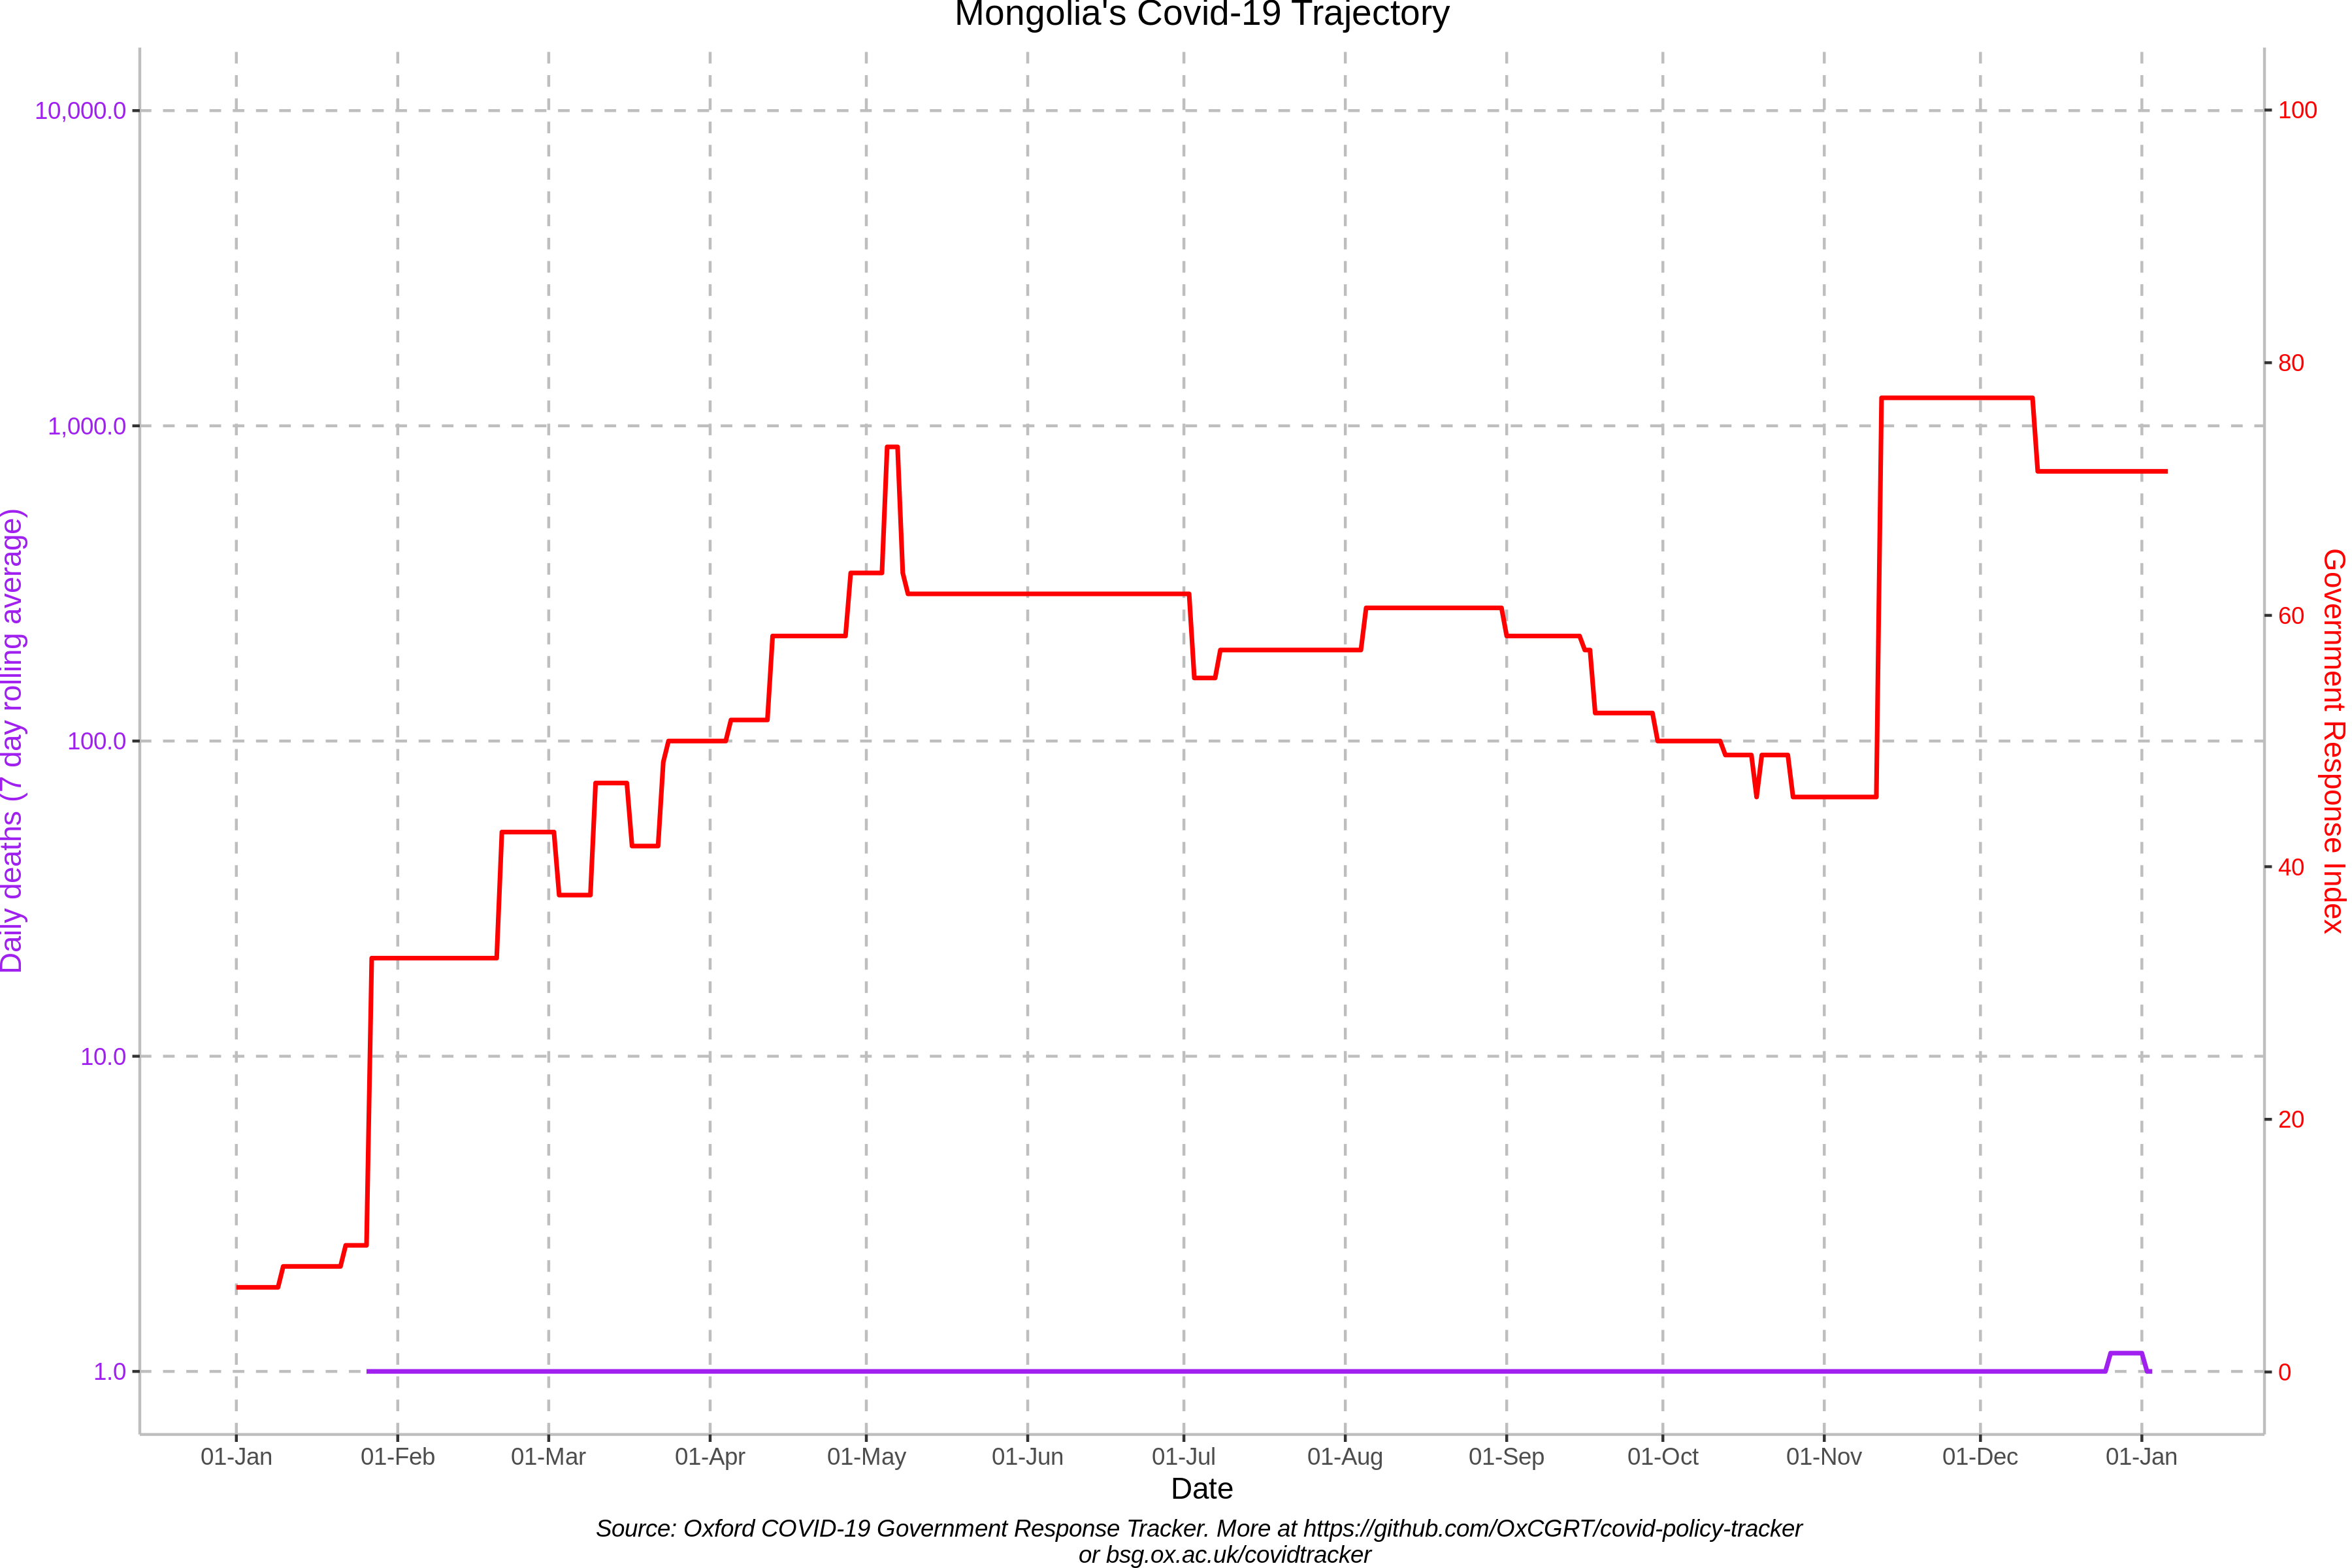 Mongolia's Covid-19 Trajectory
10,000.0
1,000.0
100.0
10.0
1.0
Daily deaths (7 day rolling average)
100
80
60
40
20
0
Government Response Index
01-Jan 01-Feb 01-Mar 01-Apr 01-May 01-Jun 01-Jul 01-Aug 01-Sep 01-Oct 01-Nov 01-Dec 01-Jan
Date
Source: Oxford COVID-19 Government Response Tracker. More at https://github.com/OxCGRT/covid-policy-tracker
or bsg.ox.ac.uk/covidtracker